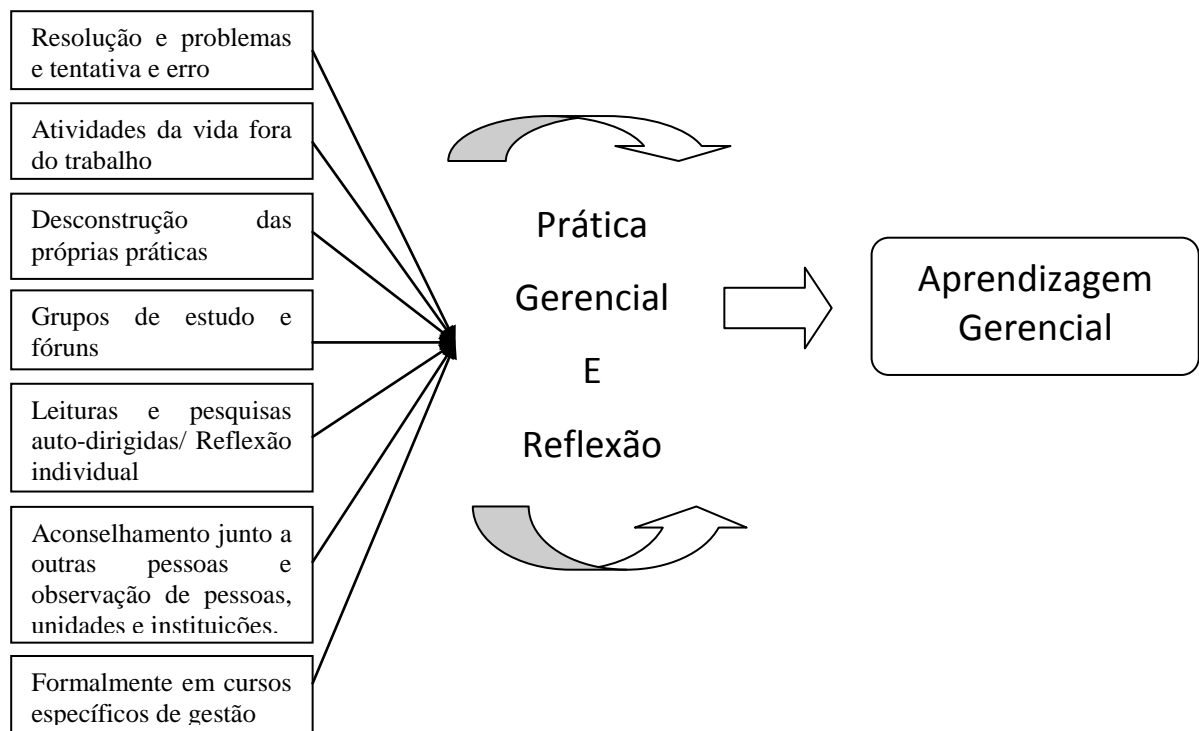 Resolução e problemas
e tentativa e erro
Atividades da vida fora
do trabalho
Desconstrução das
próprias práticas
Grupos de estudo e
fóruns
Leituras e pesquisas
auto-dirigidas/ Reflexão
individual
Aconselhamento junto a
outras pessoas e
observação de pessoas,
unidades e instituições.
Formalmente em cursos
específicos de gestão
Prática
Gerencial
E
Reflexão
Aprendizagem
Gerencial